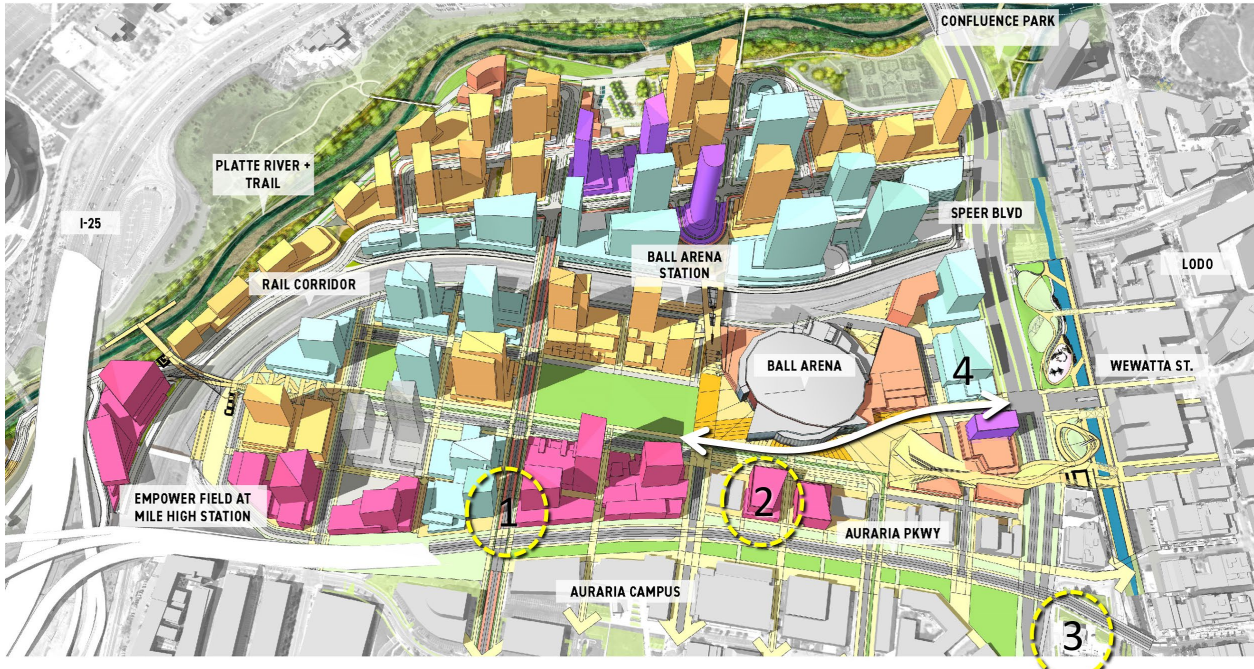 CONFLUENCE PARK
PLATTE RIVER +
TRAIL
I-25
SPEER BLVD
BALL ARENA
STATION
LODO
RAIL CORRIDOR
BALL ARENA
4
WEWATTA ST.
EMPOWER FIELD AT
MILE HIGH STATION
1
2
AURARIA PKWY
AURARIA CAMPUS
3